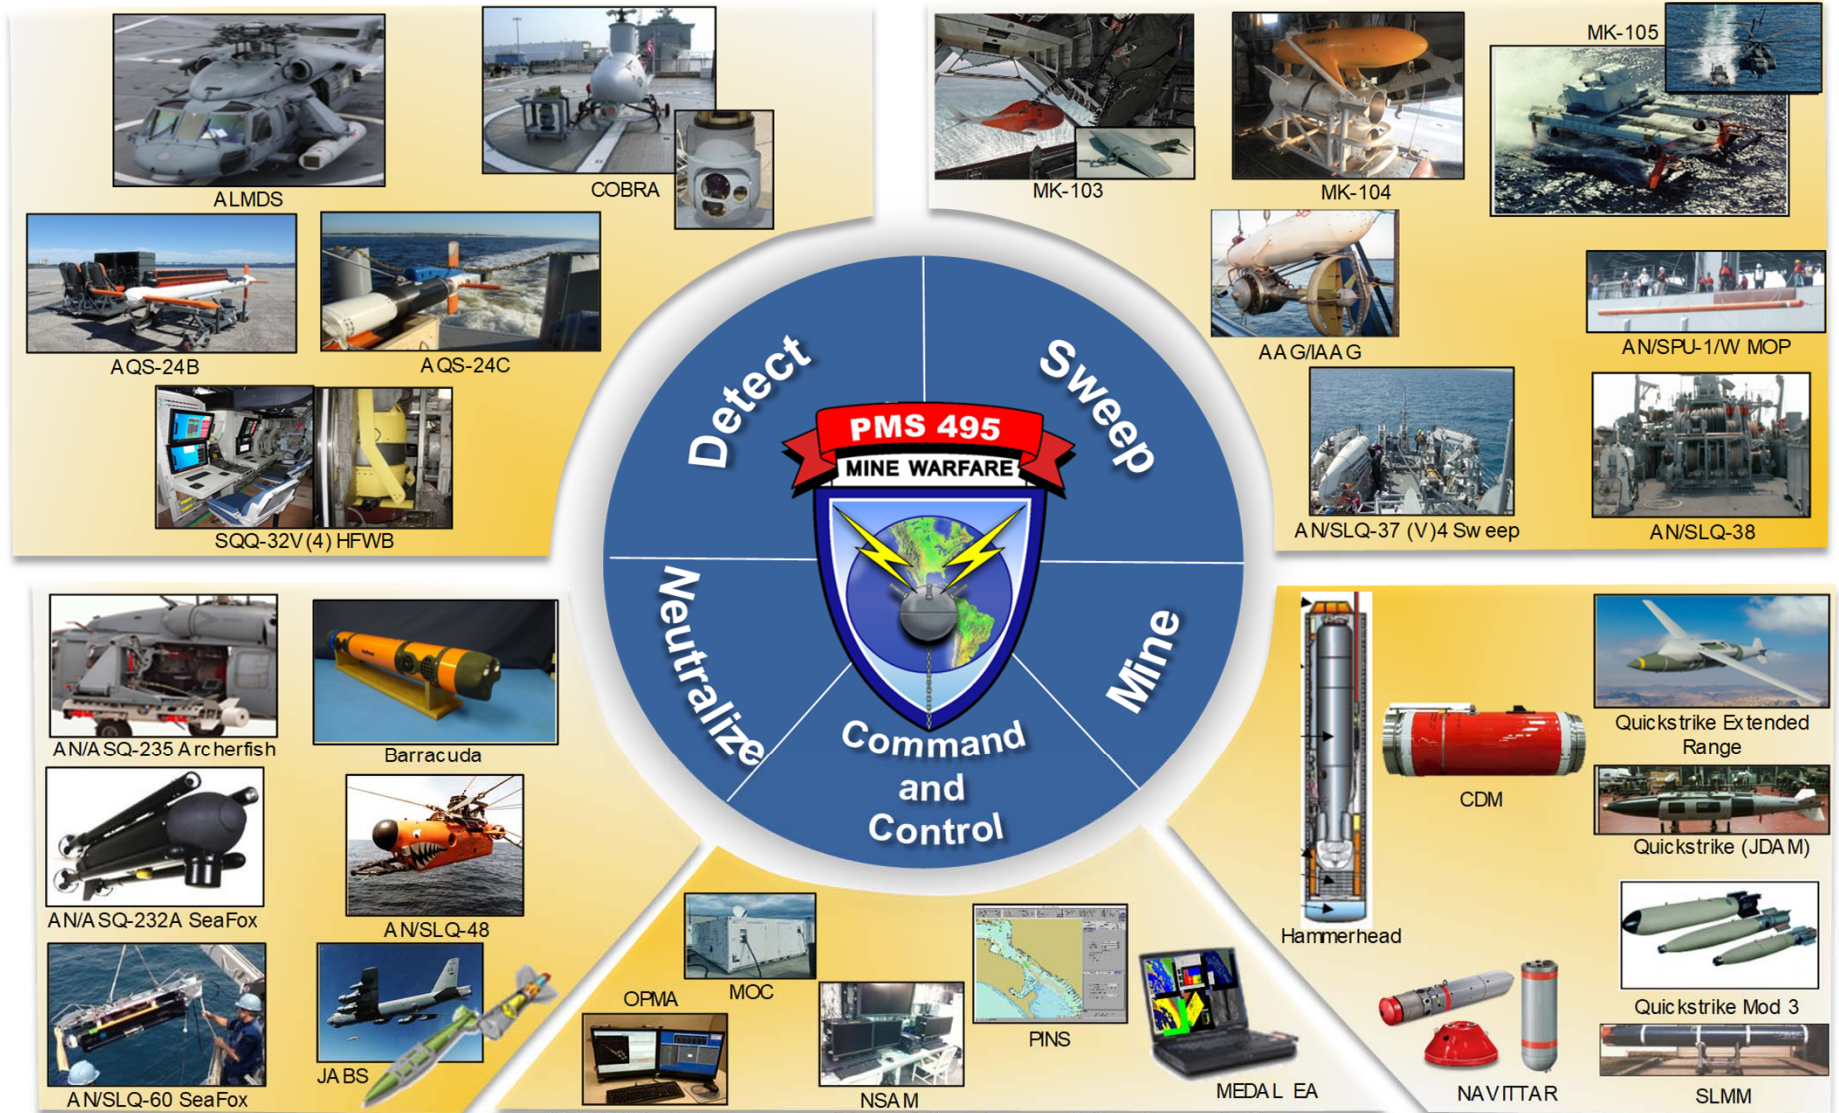 ALMDS
COBRA
AQS-24B
AQS-24C
SQQ-32V(4) HFWB
MK-103
MK-104
MK-105
AAG/IAAG
AN/SPU-1/W MOP
AN/SLQ-37 (V)4 Sweep
AN/SLQ-38
Detect
Sweep
PMS 495
MINE WARFARE
Neutralize
Mine
Command
and
Control
AN/ASQ-235 Archerfish
Barracuda
AN/ASQ-232A SeaFox
AN/SLQ-48
AN/SLQ-60 SeaFox
JABS
OPMA
MOC
NSAM
PINS
MEDAL EA
Hammerhead
CDM
Quickstrike Extended
Range
Quickstrike (JDAM)
Quickstrike Mod 3
NAVITTAR
SLMM